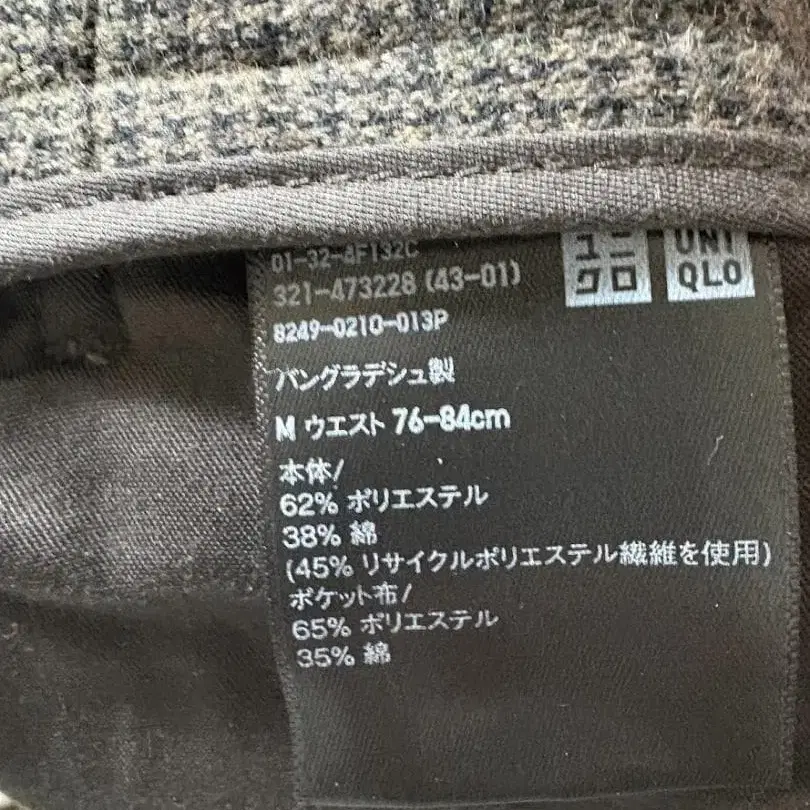 ユニ
クロ
UNI
QLO
01-32-4F132C
321-473228 (43-01)
8249-0210-013P
バングラデシュ製
M ウエスト 76-84cm
本体/
62% ポリエステル
38% 綿
(45% リサイクルポリエステル繊維を使用)
ポケット布/
65% ポリエステル
35% 綿